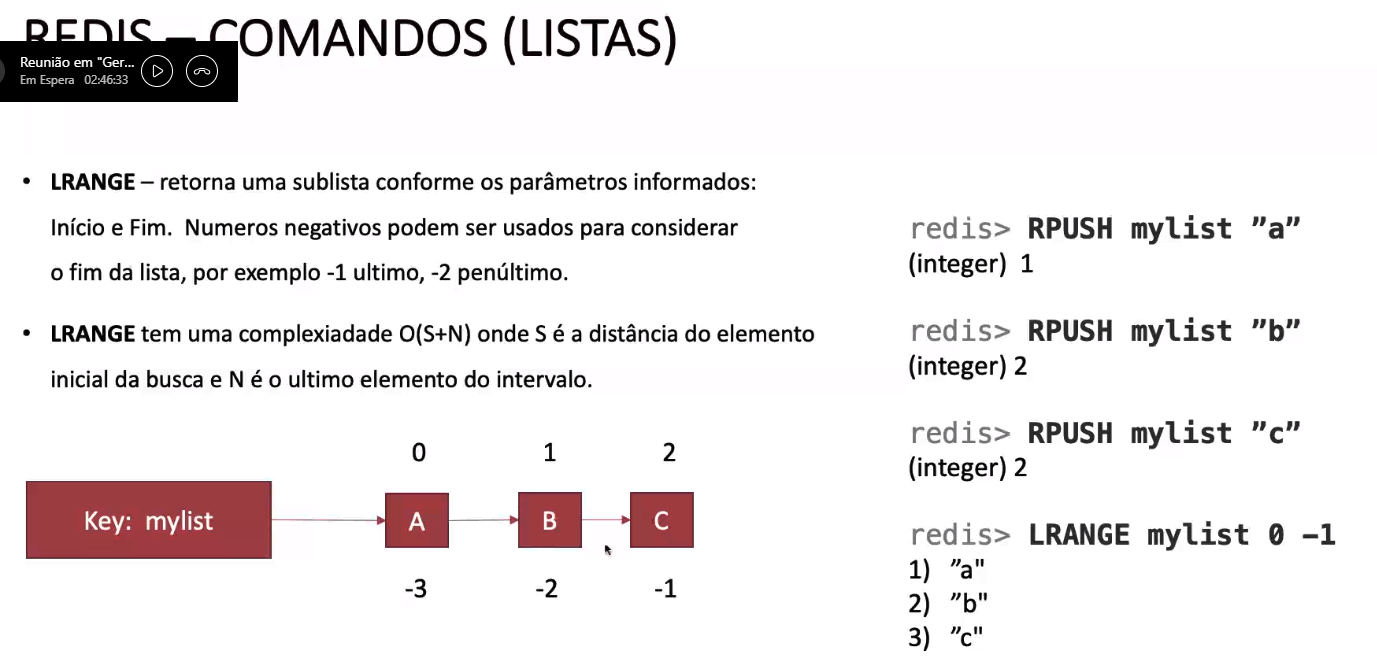 REDIS – COMANDOS (LISTAS)
Reunião em "Ger...
Em Espera 02:46:33
• LRANGE – retorna uma sublista conforme os parâmetros informados:
Início e Fim. Numeros negativos podem ser usados para considerar
o fim da lista, por exemplo -1 ultimo, -2 penúltimo.
• LRANGE tem uma complexiadade O(S+N) onde S é a distância do elemento
inicial da busca e N é o ultimo elemento do intervalo.
0 1 2
Key: mylist A B C
-3 -2 -1
redis> RPUSH mylist ”a”
(integer) 1
redis> RPUSH mylist ”b”
(integer) 2
redis> RPUSH mylist ”c”
(integer) 2
redis> LRANGE mylist 0 –1
1) ”a"
2) ”b"
3) ”c"